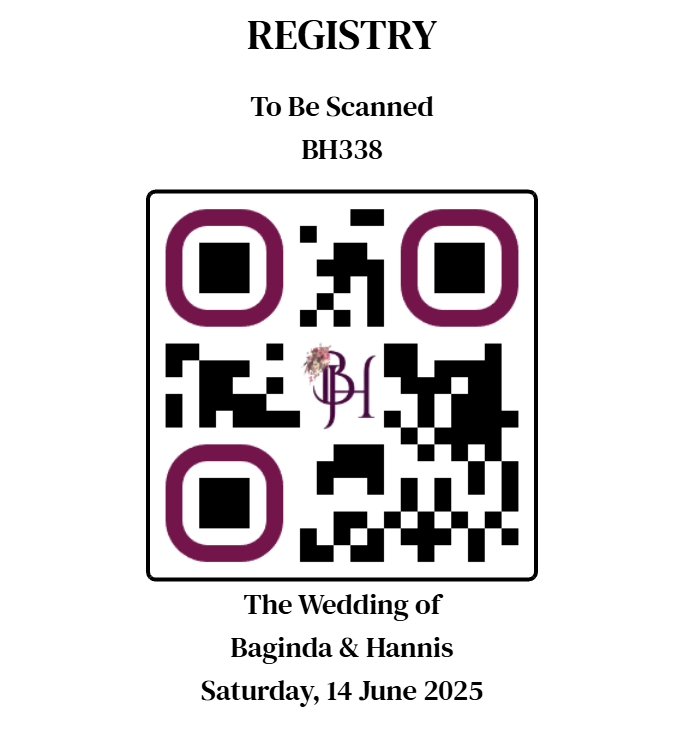 REGISTRY
To Be Scanned
BH338
BH
The Wedding of
Baginda & Hannis
Saturday, 14 June 2025